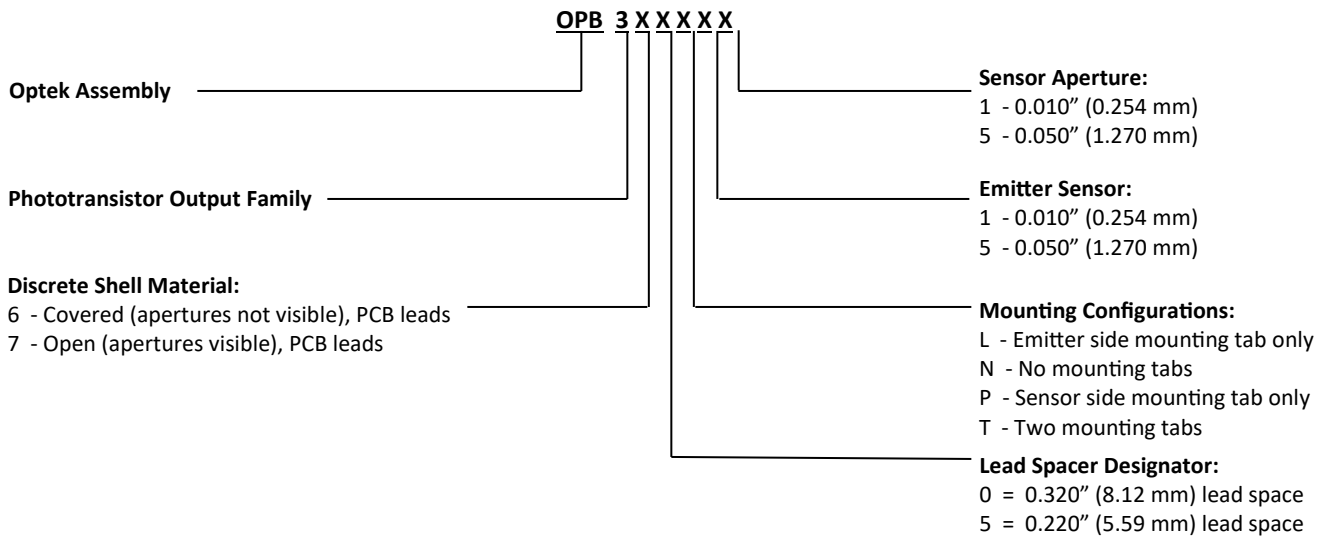 OPB 3 X X X X X
Optek Assembly
Phototransistor Output Family
Discrete Shell Material:
6 - Covered (apertures not visible), PCB leads
7 - Open (apertures visible), PCB leads
Sensor Aperture:
1 - 0.010” (0.254 mm)
5 - 0.050” (1.270 mm)
Emitter Sensor:
1 - 0.010” (0.254 mm)
5 - 0.050” (1.270 mm)
Mounting Configurations:
L - Emitter side mounting tab only
N - No mounting tabs
P - Sensor side mounting tab only
T - Two mounting tabs
Lead Spacer Designator:
0 = 0.320” (8.12 mm) lead space
5 = 0.220” (5.59 mm) lead space